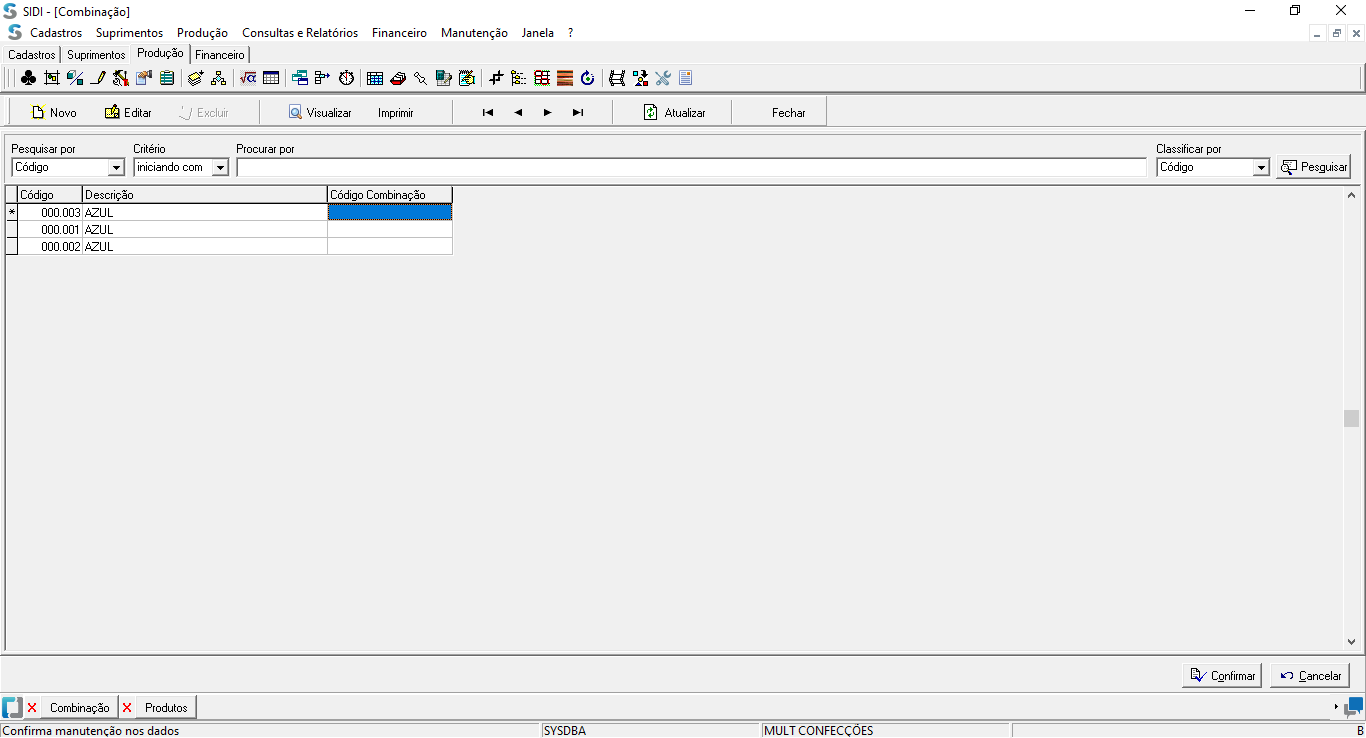 SIDI - [Combinação]
Cadastros Suprimentos Produção Consultas e Relatórios Financeiro Manutenção Janela ?
Cadastros Suprimentos Produção Financeiro
Novo Editar Excluir Visualizar Imprimir Atualizar Fechar
Pesquisar por Critério Procurar por Classificar por
Código iniciando com Código Pesquisar
Código Descrição Código Combinação
* 000.003 AZUL
000.001 AZUL
000.002 AZUL
Confirmar Cancelar
Combinação Produtos
Confirma manutenção nos dados SYSDBA MULT CONFECÇÕES B